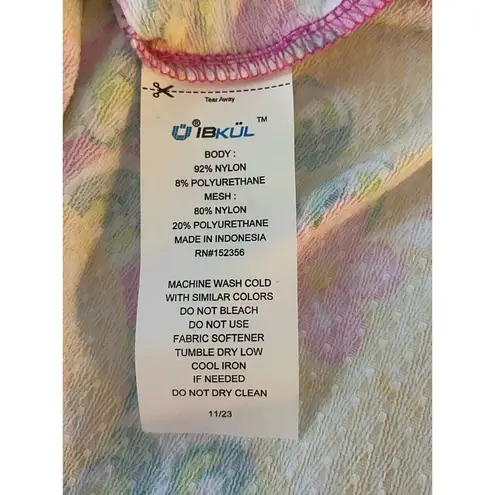 Tear Away
Ü® IBKÜL ™
BODY :
92% NYLON
8% POLYURETHANE
MESH :
80% NYLON
20% POLYURETHANE
MADE IN INDONESIA
RN#152356
MACHINE WASH COLD
WITH SIMILAR COLORS
DO NOT BLEACH
DO NOT USE
FABRIC SOFTENER
TUMBLE DRY LOW
COOL IRON
IF NEEDED
DO NOT DRY CLEAN
11/23